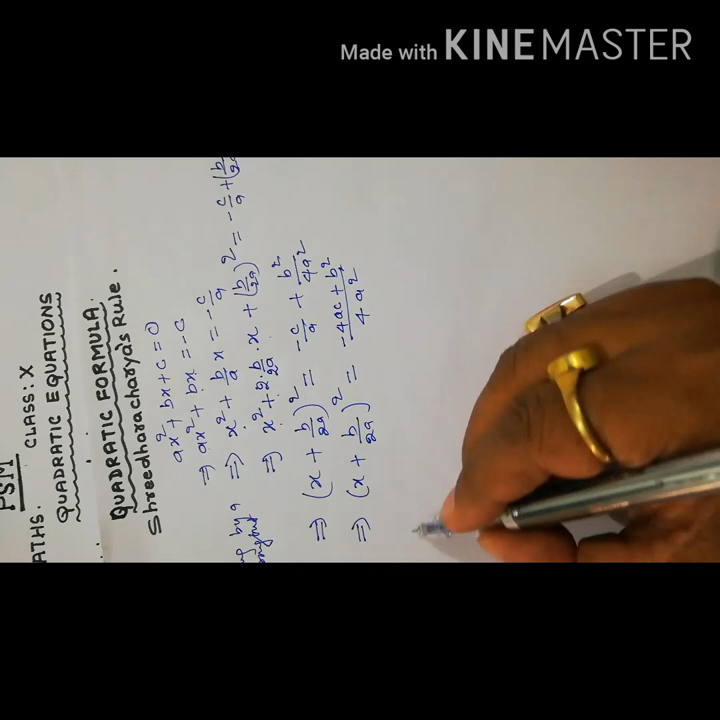 Made with KINEMASTER
PSM
ATHS. CLASS: X
QUADRATIC EQUATIONS
QUADRATIC FORMULA.
Shreedharacharya's Rule.
ax² + bx + c = 0
⇒ ax² + bx = -c
by a ⇒ x² + b/a x = -c/a
⇒ x² + 2·b/2a·x + (b/2a)² = -c/a + (b/2a
⇒ (x + b/2a)² = -c/a + b²/4a²
⇒ (x + b/2a)² = -4ac + b²/4a²